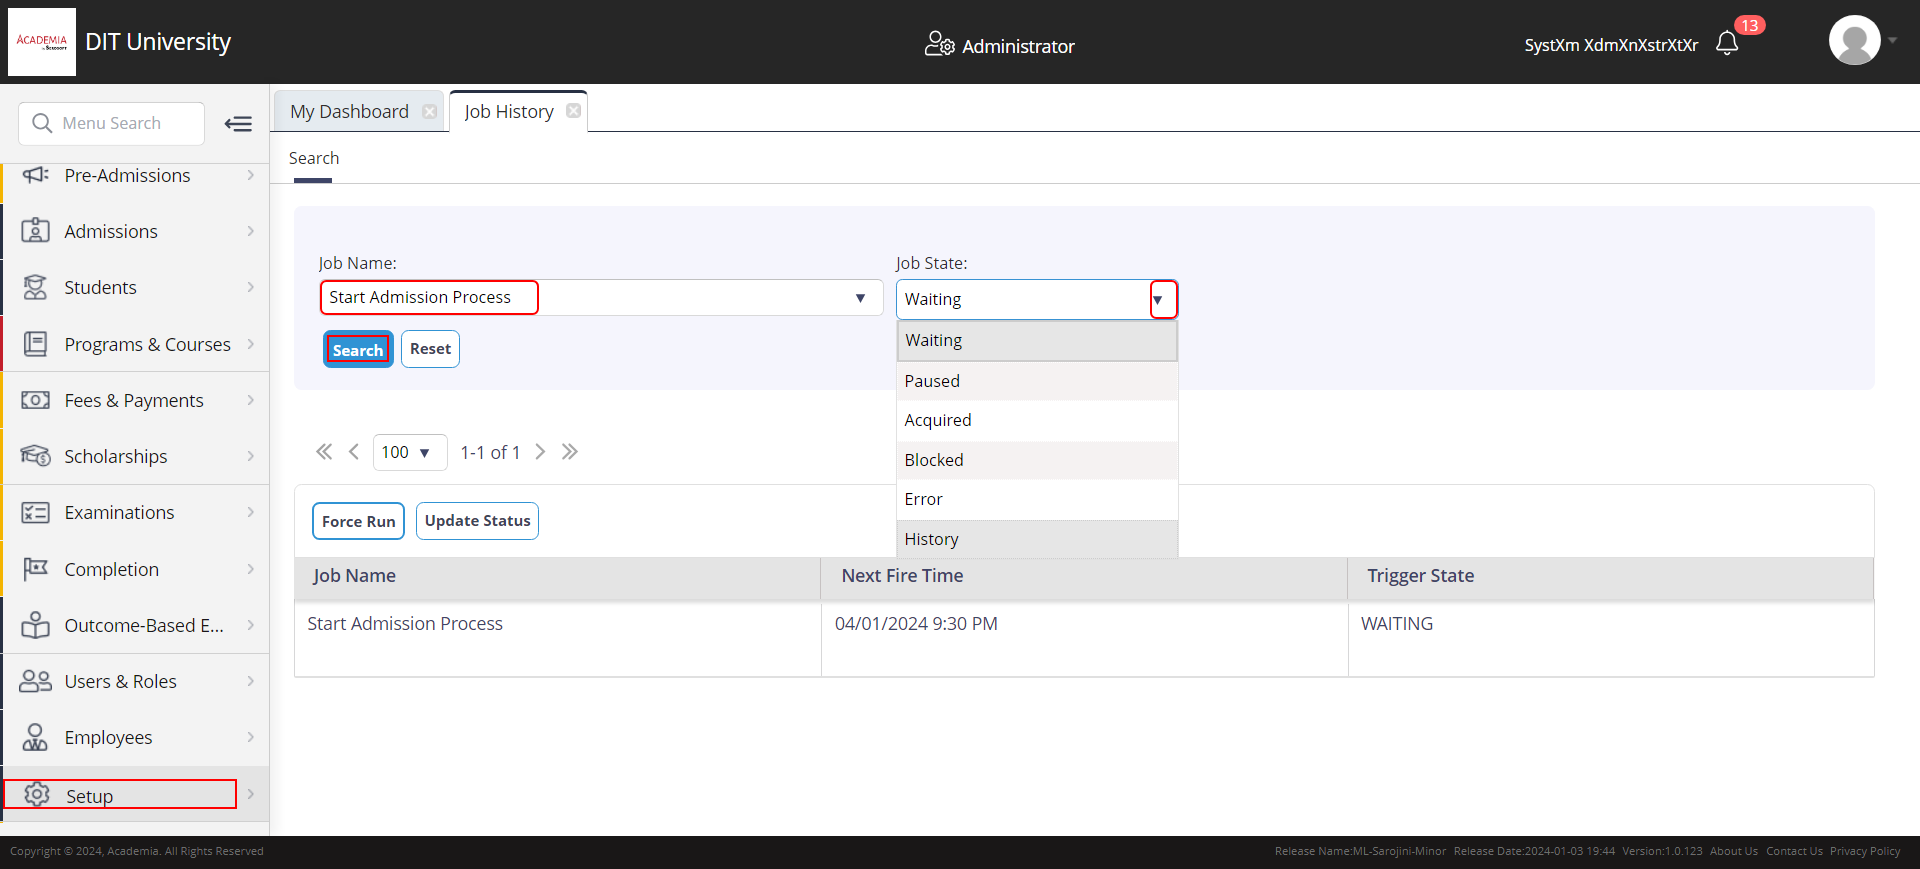 ACADEMIA
by SEROSOFT
DIT University
Administrator
SystXm XdmXnXstrXtXr
13
Menu Search
My Dashboard
Job History
Search
Pre-Admissions
Admissions
Students
Programs & Courses
Fees & Payments
Scholarships
Examinations
Completion
Outcome-Based E...
Users & Roles
Employees
Setup
Job Name:
Job State:
Start Admission Process
Waiting
Search
Reset
Waiting
Paused
Acquired
Blocked
Error
History
100
1-1 of 1
Force Run
Update Status
Job Name
Next Fire Time
Trigger State
Start Admission Process
04/01/2024 9:30 PM
WAITING
Copyright © 2024, Academia. All Rights Reserved
Release Name:ML-Sarojini-Minor Release Date:2024-01-03 19:44 Version:1.0.123 About Us Contact Us Privacy Policy